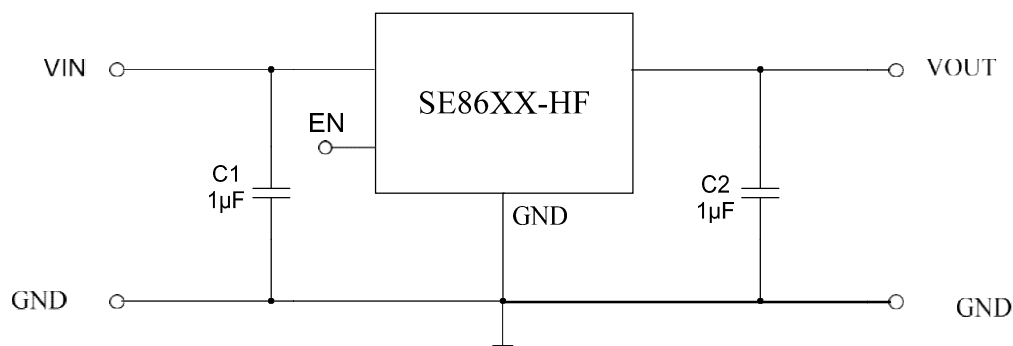 VIN
VOUT
SE86XX-HF
EN
C1
1µF
C2
1µF
GND
GND
GND